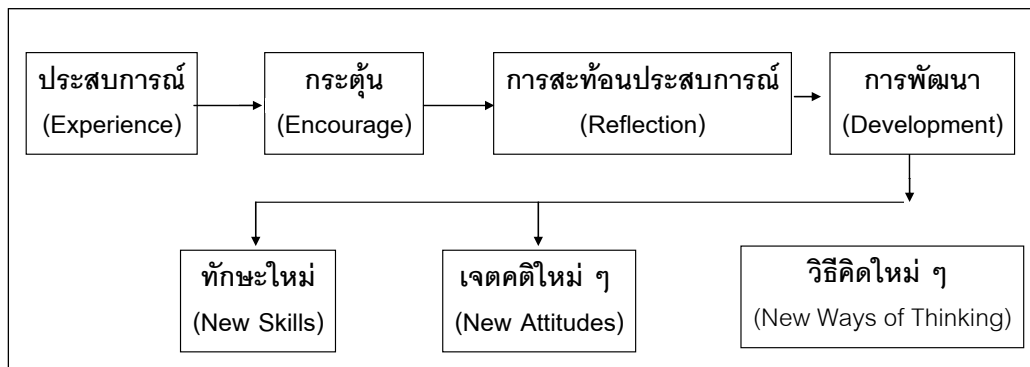 ประสบการณ์
(Experience)
กระตุ้น
(Encourage)
การสะท้อนประสบการณ์
(Reflection)
การพัฒนา
(Development)
ทักษะใหม่
(New Skills)
เจตคติใหม่ ๆ
(New Attitudes)
วิธีคิดใหม่ ๆ
(New Ways of Thinking)